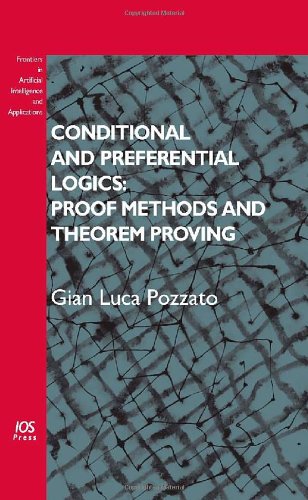 Frontiers
in
Artificial
Intelligence
and
Applications
CONDITIONAL
AND PREFERENTIAL
LOGICS:
PROOF METHODS AND
THEOREM PROVING
Gian Luca Pozzato
IOS
Press